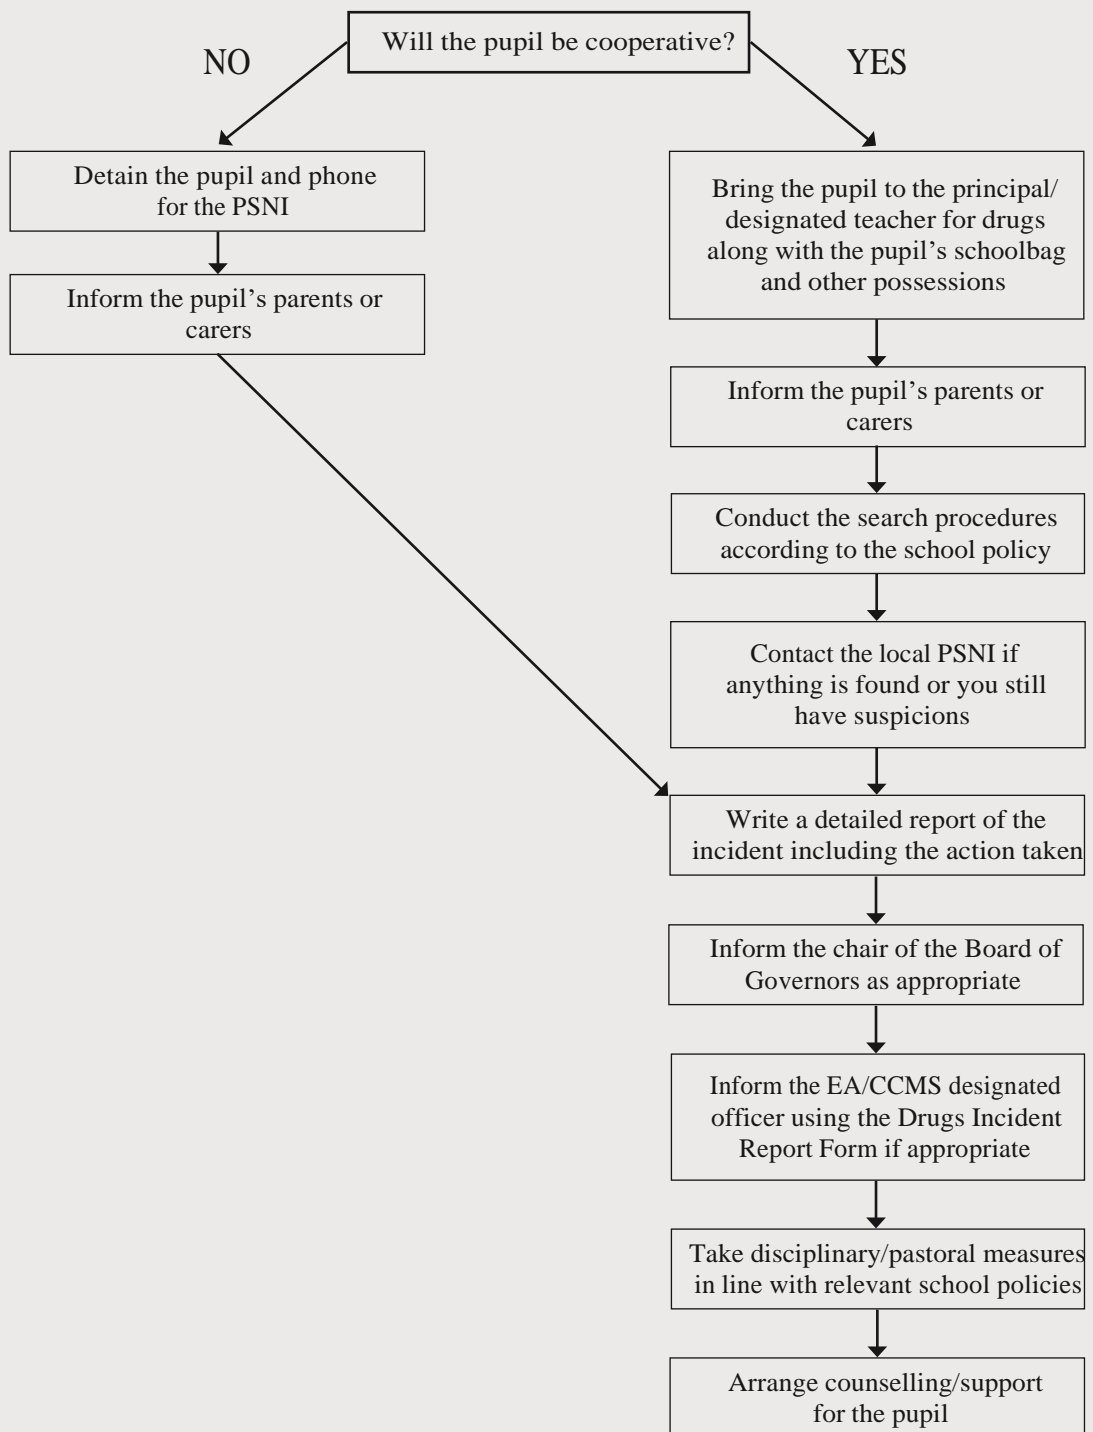 Will the pupil be cooperative?
NO
YES
Detain the pupil and phone
for the PSNI
Inform the pupil’s parents or
carers
Bring the pupil to the principal/
designated teacher for drugs
along with the pupil’s schoolbag
and other possessions
Inform the pupil’s parents or
carers
Conduct the search procedures
according to the school policy
Contact the local PSNI if
anything is found or you still
have suspicions
Write a detailed report of the
incident including the action taken
Inform the chair of the Board of
Governors as appropriate
Inform the EA/CCMS designated
officer using the Drugs Incident
Report Form if appropriate
Take disciplinary/pastoral measures
in line with relevant school policies
Arrange counselling/support
for the pupil